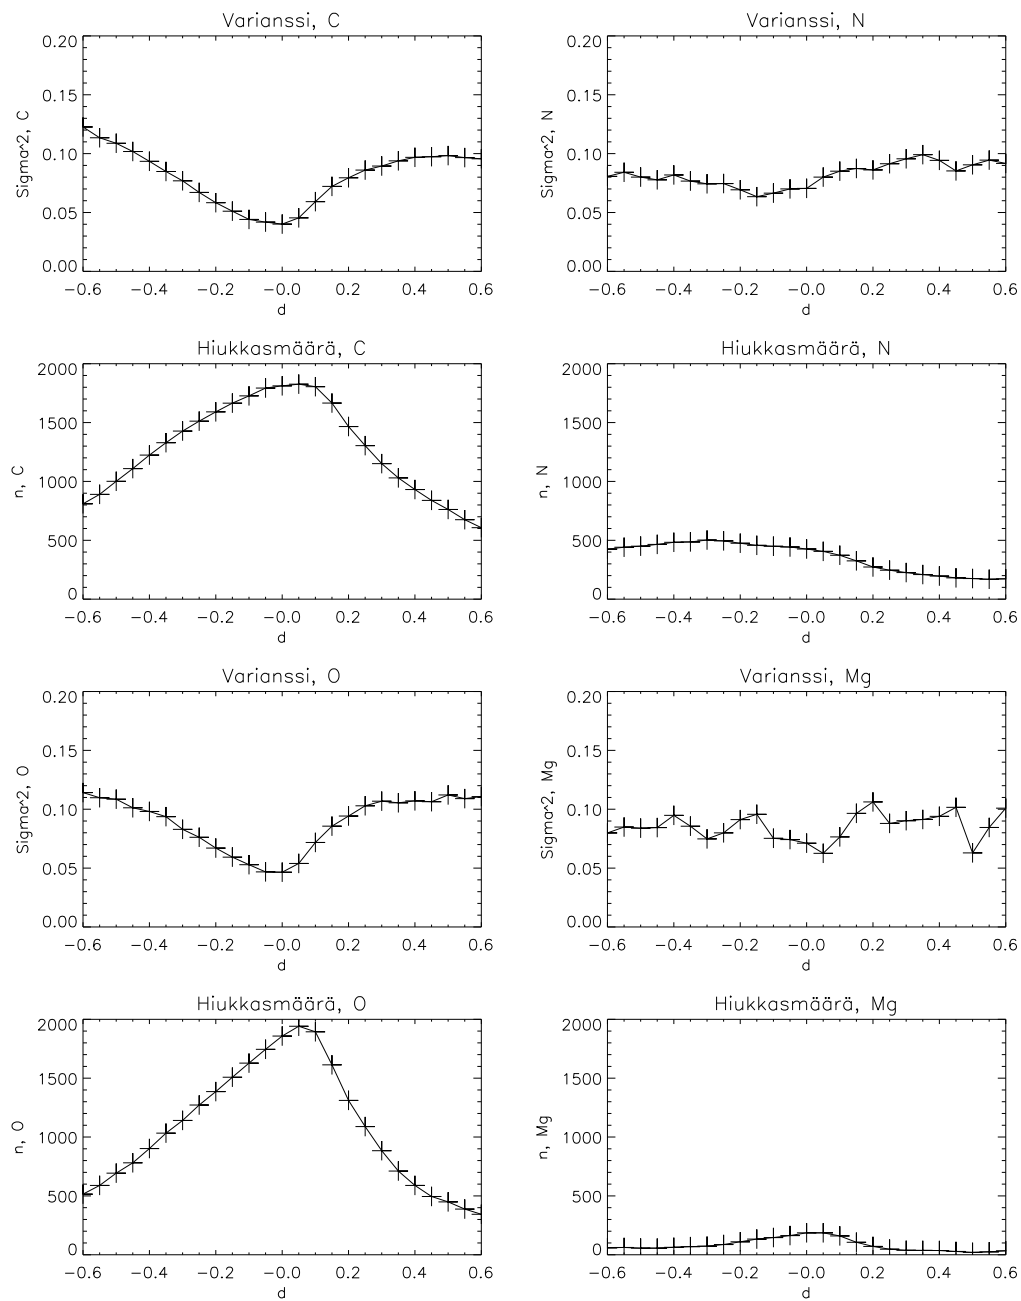 Varianssi, C
0.20
0.15
0.10
0.05
0.00
Sigma^2, C
-0.6 -0.4 -0.2 -0.0 0.2 0.4 0.6
d
Varianssi, N
0.20
0.15
0.10
0.05
0.00
Sigma^2, N
-0.6 -0.4 -0.2 -0.0 0.2 0.4 0.6
d
Hiukkasmäärä, C
2000
1500
1000
500
0
n, C
-0.6 -0.4 -0.2 -0.0 0.2 0.4 0.6
d
Hiukkasmäärä, N
2000
1500
1000
500
0
n, N
-0.6 -0.4 -0.2 -0.0 0.2 0.4 0.6
d
Varianssi, O
0.20
0.15
0.10
0.05
0.00
Sigma^2, O
-0.6 -0.4 -0.2 -0.0 0.2 0.4 0.6
d
Varianssi, Mg
0.20
0.15
0.10
0.05
0.00
Sigma^2, Mg
-0.6 -0.4 -0.2 -0.0 0.2 0.4 0.6
d
Hiukkasmäärä, O
2000
1500
1000
500
0
n, O
-0.6 -0.4 -0.2 -0.0 0.2 0.4 0.6
d
Hiukkasmäärä, Mg
2000
1500
1000
500
0
n, Mg
-0.6 -0.4 -0.2 -0.0 0.2 0.4 0.6
d